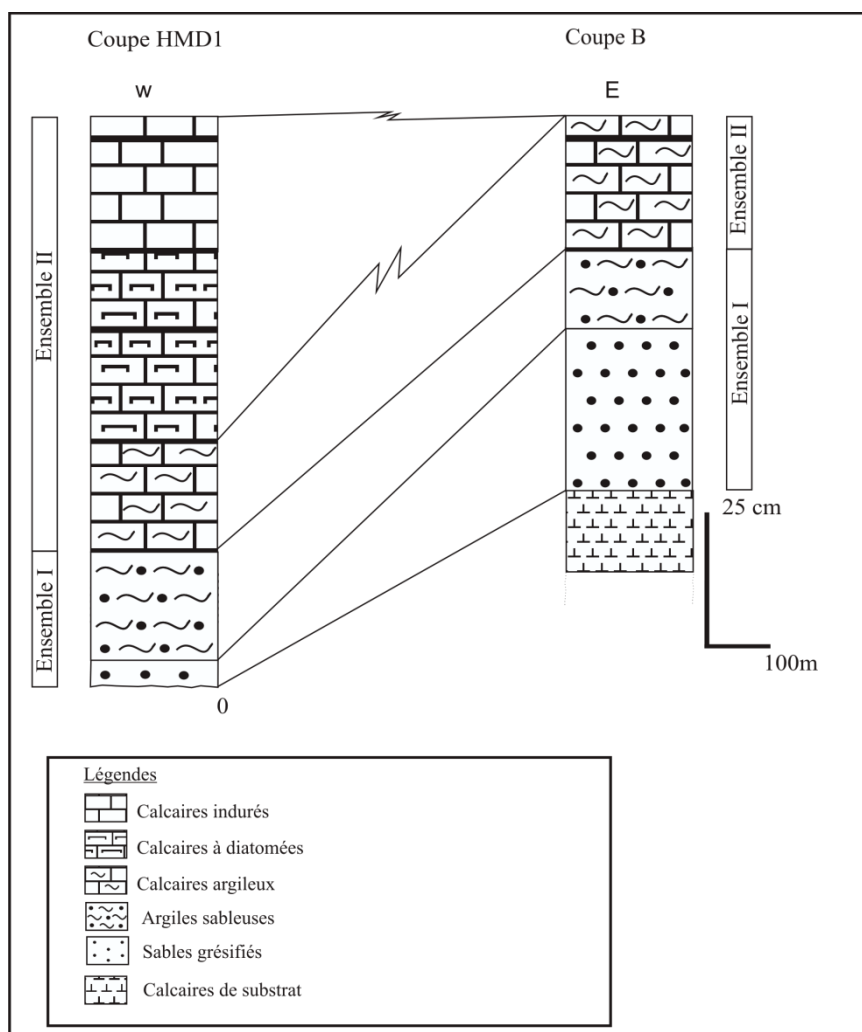 Coupe HMD1
Coupe B
W
E
Ensemble II
Ensemble I
Ensemble II
Ensemble I
25 cm
100m
0
Légendes
Calcaires indurés
Calcaires à diatomées
Calcaires argileux
Argiles sableuses
Sables grésifiés
Calcaires de substrat